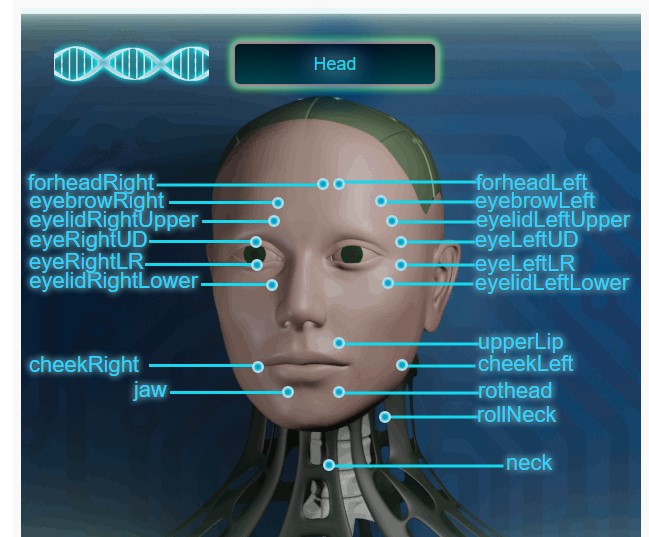 Head
forheadRight
forheadLeft
eyebrowRight
eyebrowLeft
eyelidRightUpper
eyelidLeftUpper
eyeRightUD
eyeLeftUD
eyeRightLR
eyeLeftLR
eyelidRightLower
eyelidLeftLower
upperLip
cheekRight
cheekLeft
jaw
rothead
rollNeck
neck